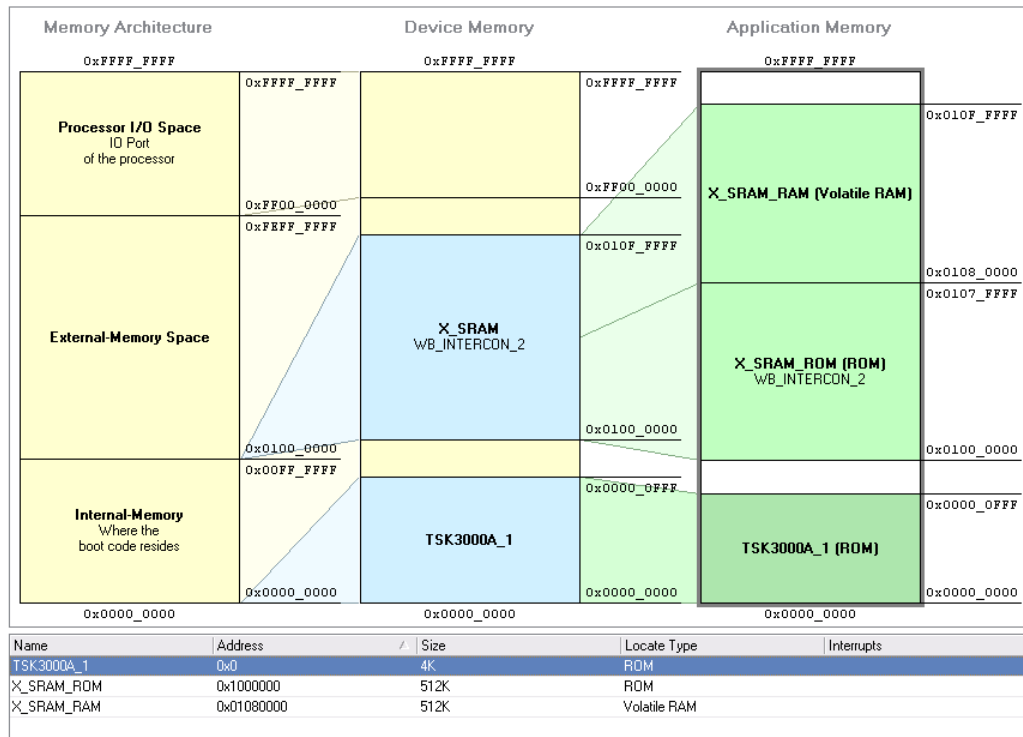 Memory Architecture
Device Memory
Application Memory
0xFFFF_FFFF
0xFFFF_FFFF
0xFFFF_FFFF
0xFFFF_FFFF
0xFFFF_FFFF
0x010F_FFFF
Processor I/O Space
IO Port
of the processor
0xFF00_0000
0xFF00_0000
X_SRAM_RAM (Volatile RAM)
0xFEFF_FFFF
0x010F_FFFF
0x0108_0000
0x0107_FFFF
External-Memory Space
X_SRAM
WB_INTERCON_2
X_SRAM_ROM (ROM)
WB_INTERCON_2
0x0100_0000
0x0100_0000
0x0100_0000
0x00FF_FFFF
0x0000_0FFF
0x0000_0FFF
Internal-Memory
Where the
boot code resides
TSK3000A_1
TSK3000A_1 (ROM)
0x0000_0000
0x0000_0000
0x0000_0000
0x0000_0000
0x0000_0000
0x0000_0000
Name Address Size Locate Type Interrupts
TSK3000A_1 0x0 4K ROM
X_SRAM_ROM 0x1000000 512K ROM
X_SRAM_RAM 0x01080000 512K Volatile RAM